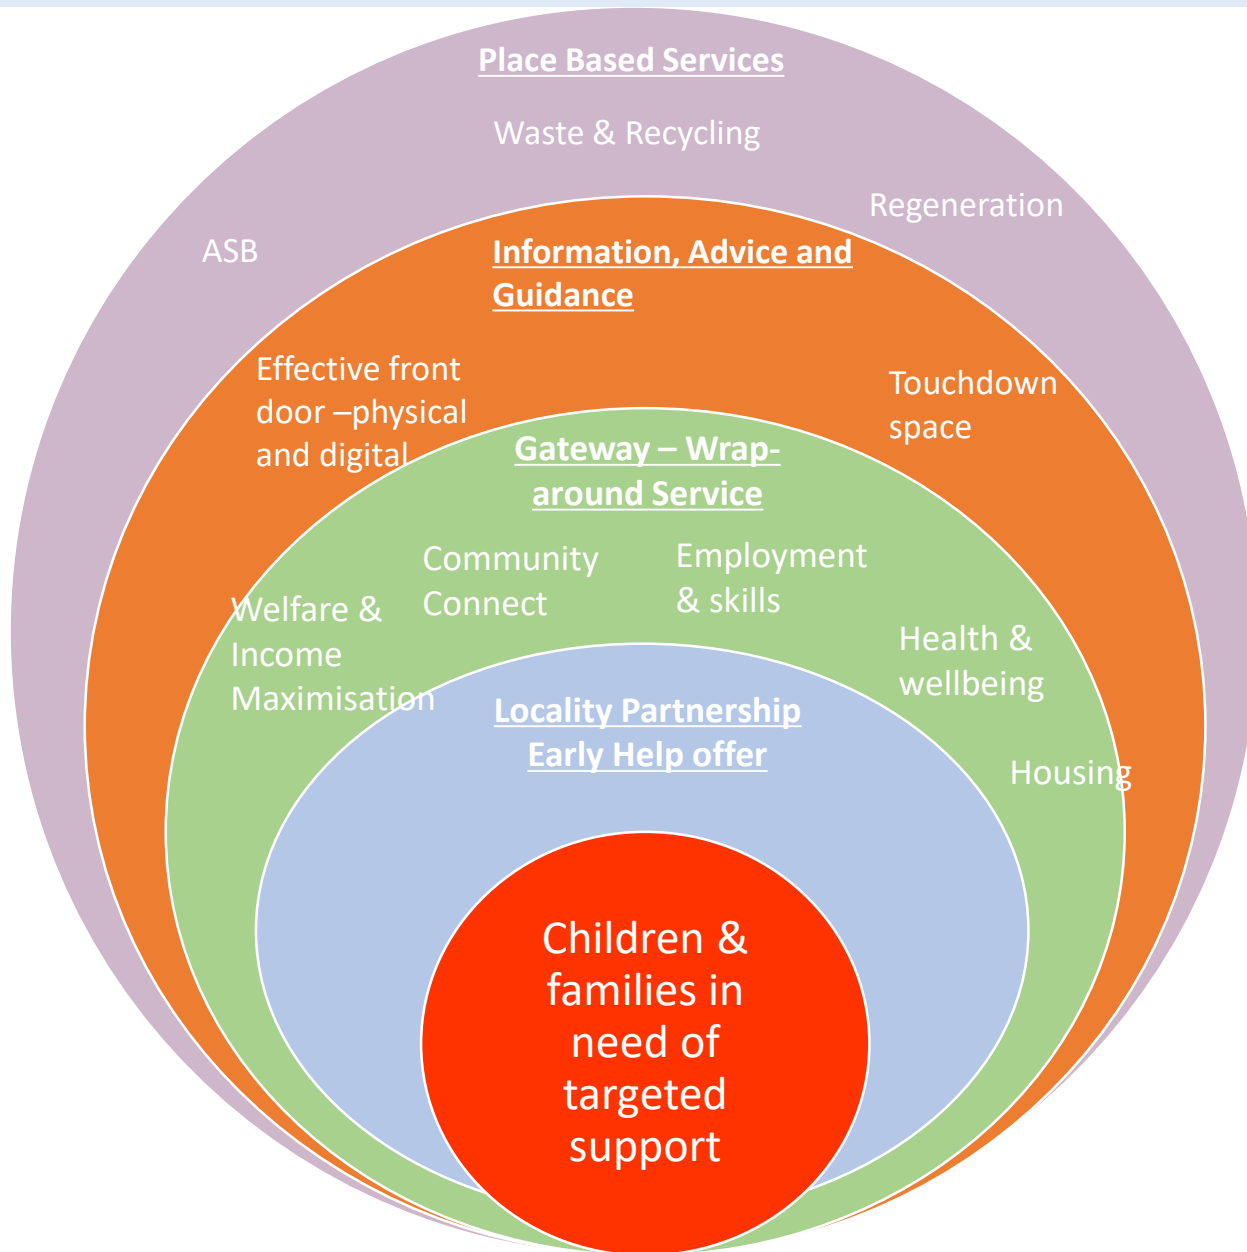 Place Based Services
Waste & Recycling
Regeneration
ASB
Information, Advice and
Guidance
Effective front
door –physical
and digital
Touchdown
space
Gateway – Wrap-
around Service
Community
Connect
Employment
& skills
Welfare &
Income
Maximisation
Health &
wellbeing
Locality Partnership
Early Help offer
Housing
Children &
families in
need of
targeted
support